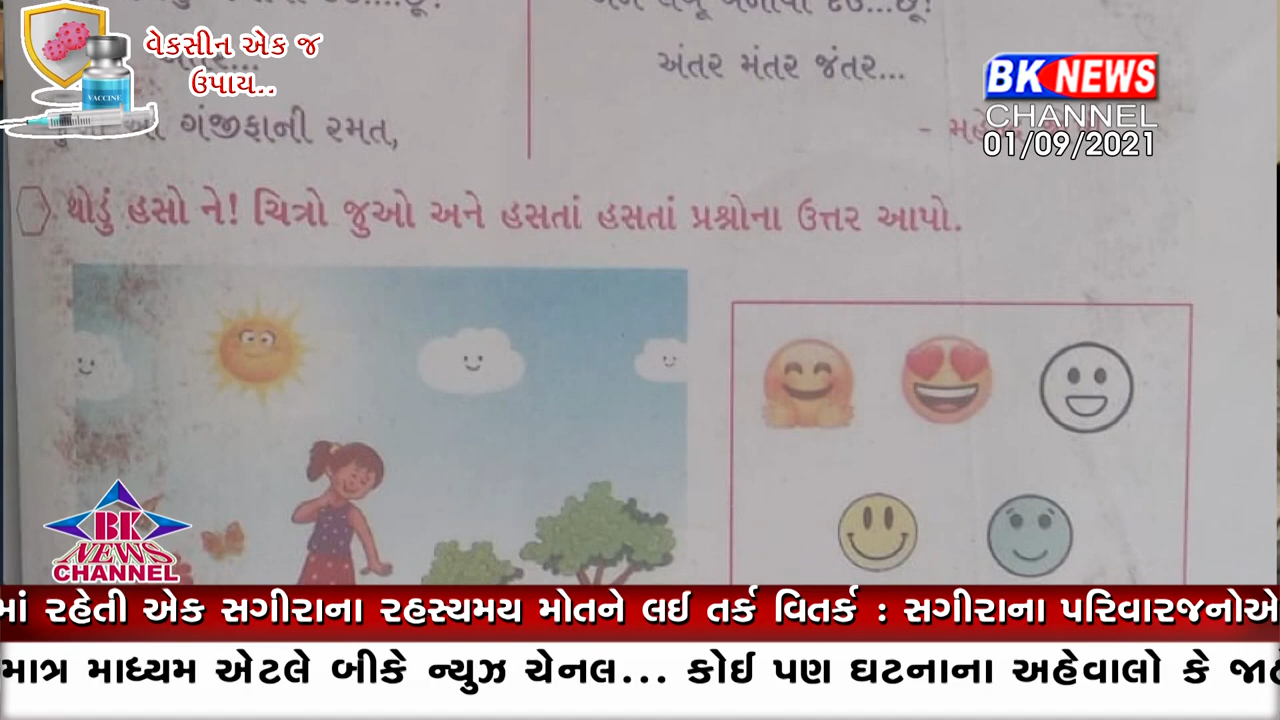 વેકસીન એક જ
ઉપાય..
VACCINE
અંતર મંતર જંતર...
ગંજીફાની રમત,
BK NEWS
CHANNEL
01/09/2021
થોડું હસો ને! ચિત્રો જુઓ અને હસતાં હસતાં પ્રશ્નોના ઉત્તર આપો.
BK
NEWS
CHANNEL
રહેતી એક સગીરાના રહસ્યમય મોતને લઈ તર્ક વિતર્ક : સગીરાના પરિવારજનોએ
માત્ર માધ્યમ એટલે બીકે ન્યુઝ ચેનલ... કોઈ પણ ઘટનાના અહેવાલો કે